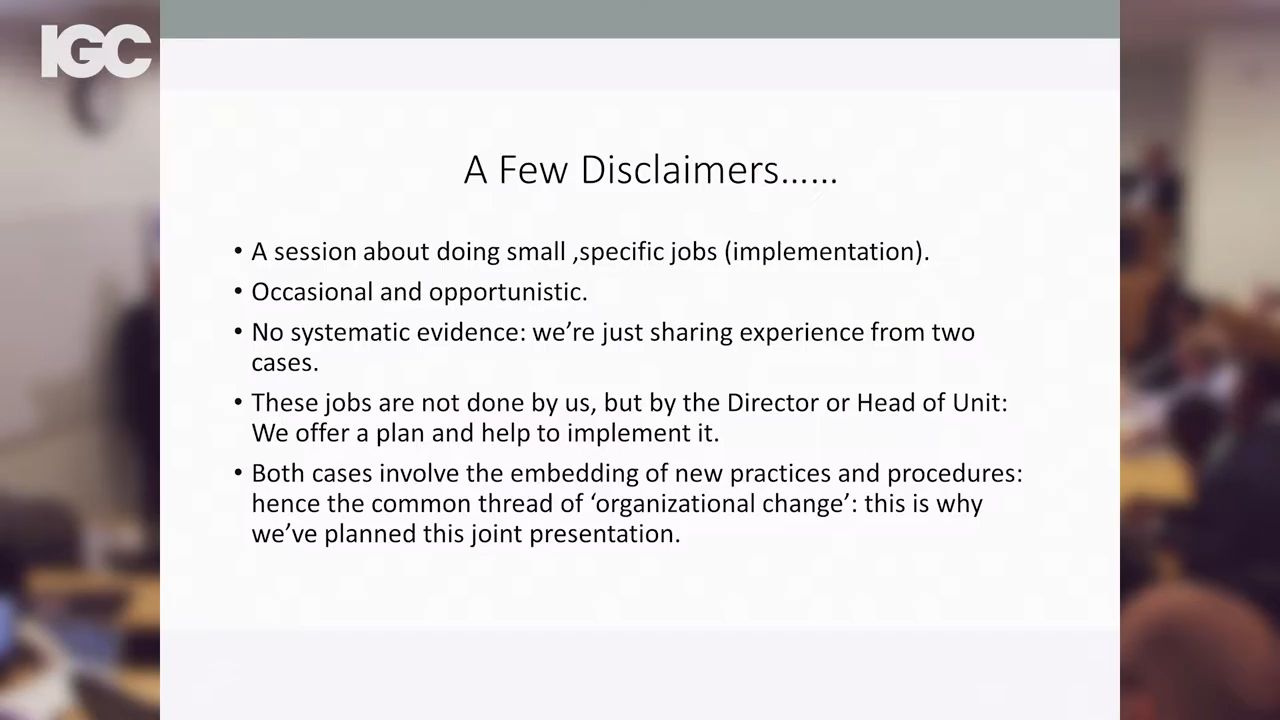 IGC
A Few Disclaimers......
• A session about doing small ,specific jobs (implementation).
• Occasional and opportunistic.
• No systematic evidence: we're just sharing experience from two
cases.
• These jobs are not done by us, but by the Director or Head of Unit:
We offer a plan and help to implement it.
• Both cases involve the embedding of new practices and procedures:
hence the common thread of ‘organizational change’: this is why
we've planned this joint presentation.